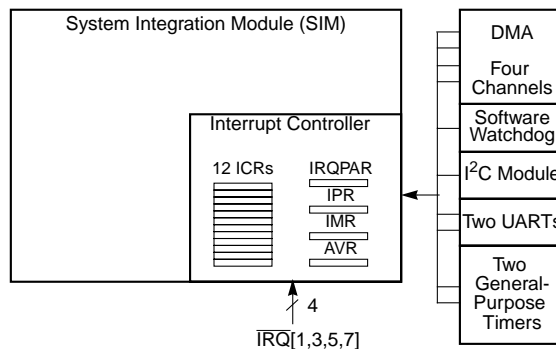 System Integration Module (SIM)
Interrupt Controller
12 ICRs
IRQPAR
IPR
IMR
AVR
4
IRQ[1,3,5,7]
DMA
Four
Channels
Software
Watchdog
I²C Module
Two UARTs
Two
General-
Purpose
Timers